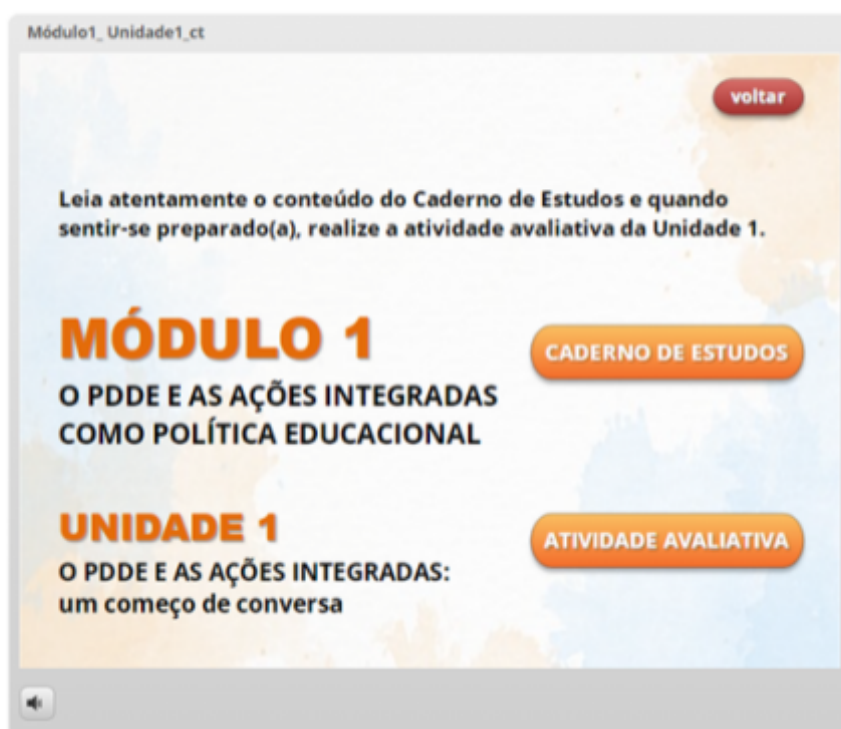 Módulo1_ Unidade1_ct
voltar
Leia atentamente o conteúdo do Caderno de Estudos e quando
sentir-se preparado(a), realize a atividade avaliativa da Unidade 1.
MÓDULO 1
O PDDE E AS AÇÕES INTEGRADAS
COMO POLÍTICA EDUCACIONAL
CADERNO DE ESTUDOS
UNIDADE 1
O PDDE E AS AÇÕES INTEGRADAS:
um começo de conversa
ATIVIDADE AVALIATIVA